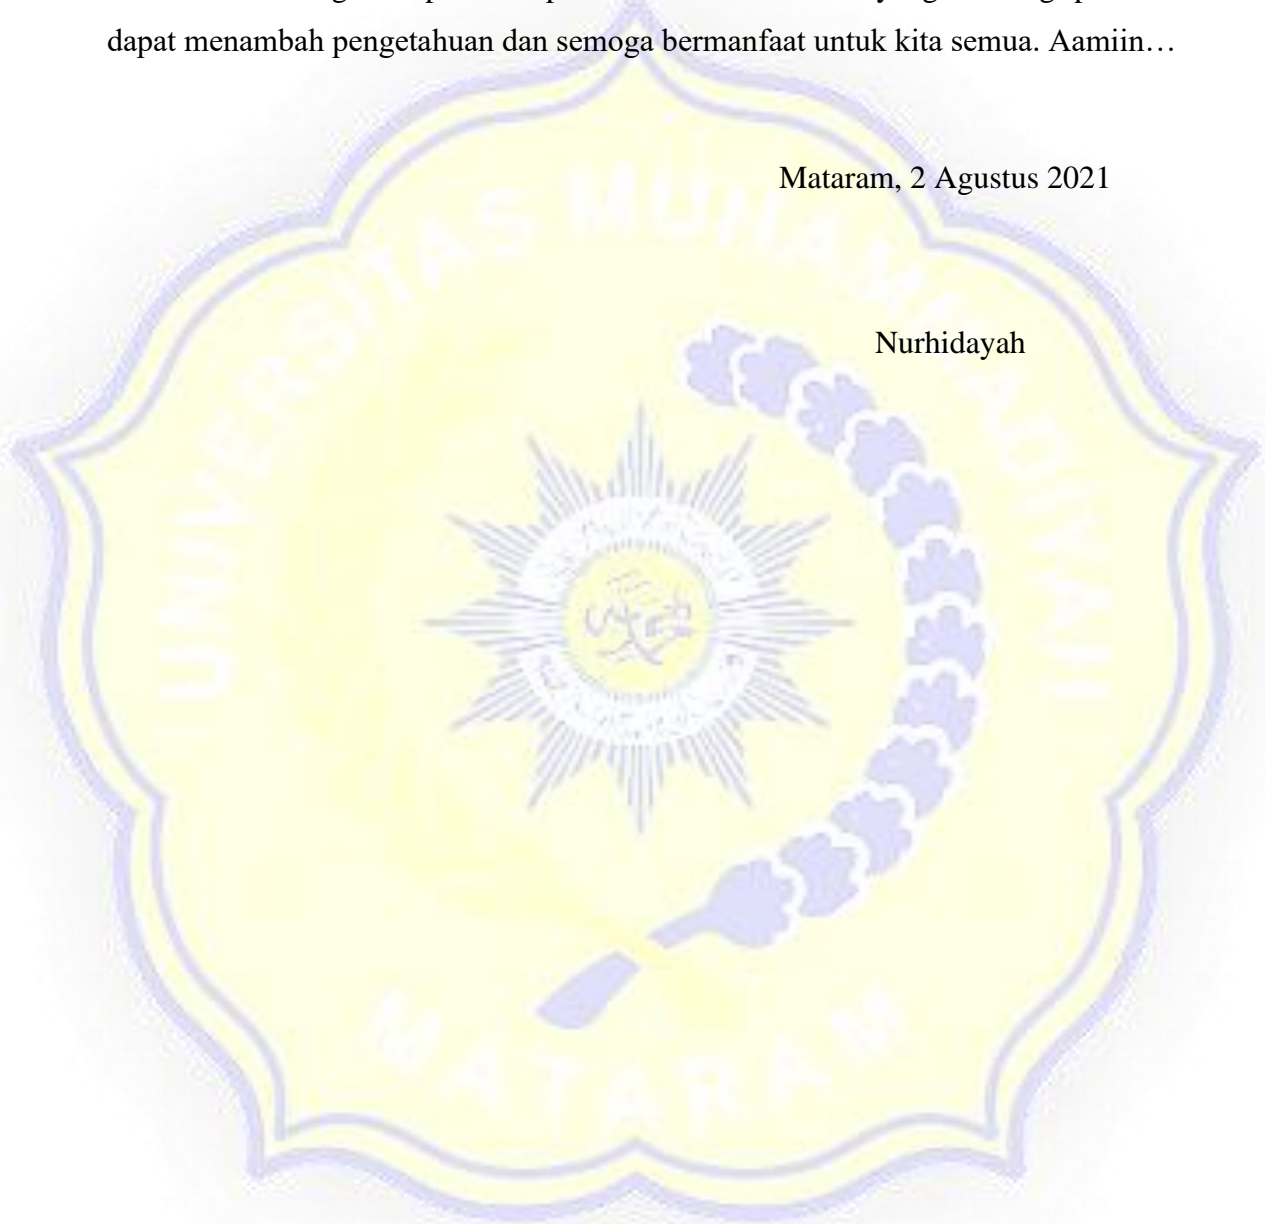 dapat menambah pengetahuan dan semoga bermanfaat untuk kita semua. Aamiin…
Mataram, 2 Agustus 2021
Nurhidayah
UNIVERSITAS MUHAMMADIYAH
MATARAM